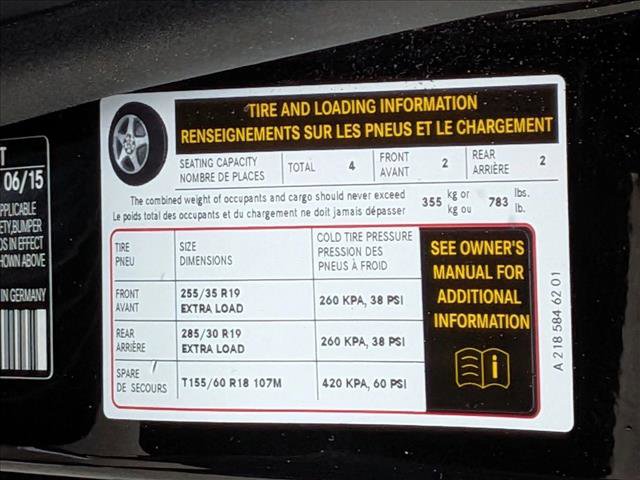 T
06/15
APPLICABLE
ETY, BUMPER
DS IN EFFECT
SHOWN ABOVE
IN GERMANY
TIRE AND LOADING INFORMATION
RENSEIGNEMENTS SUR LES PNEUS ET LE CHARGEMENT
SEATING CAPACITY
NOMBRE DE PLACES
TOTAL 4
FRONT
AVANT 2
REAR
ARRIÈRE 2
The combined weight of occupants and cargo should never exceed
Le poids total des occupants et du chargement ne doit jamais dépasser
355 kg or
kg ou
783 lbs.
lb.
TIRE
PNEU
SIZE
DIMENSIONS
COLD TIRE PRESSURE
PRESSION DES
PNEUS À FROID
FRONT
AVANT
255/35 R19
EXTRA LOAD
260 KPA, 38 PSI
REAR
ARRIÈRE
285/30 R19
EXTRA LOAD
260 KPA, 38 PSI
SPARE
DE SECOURS
T155/60 R18 107M
420 KPA, 60 PSI
SEE OWNER'S
MANUAL FOR
ADDITIONAL
INFORMATION
i
A 218 584 62 01